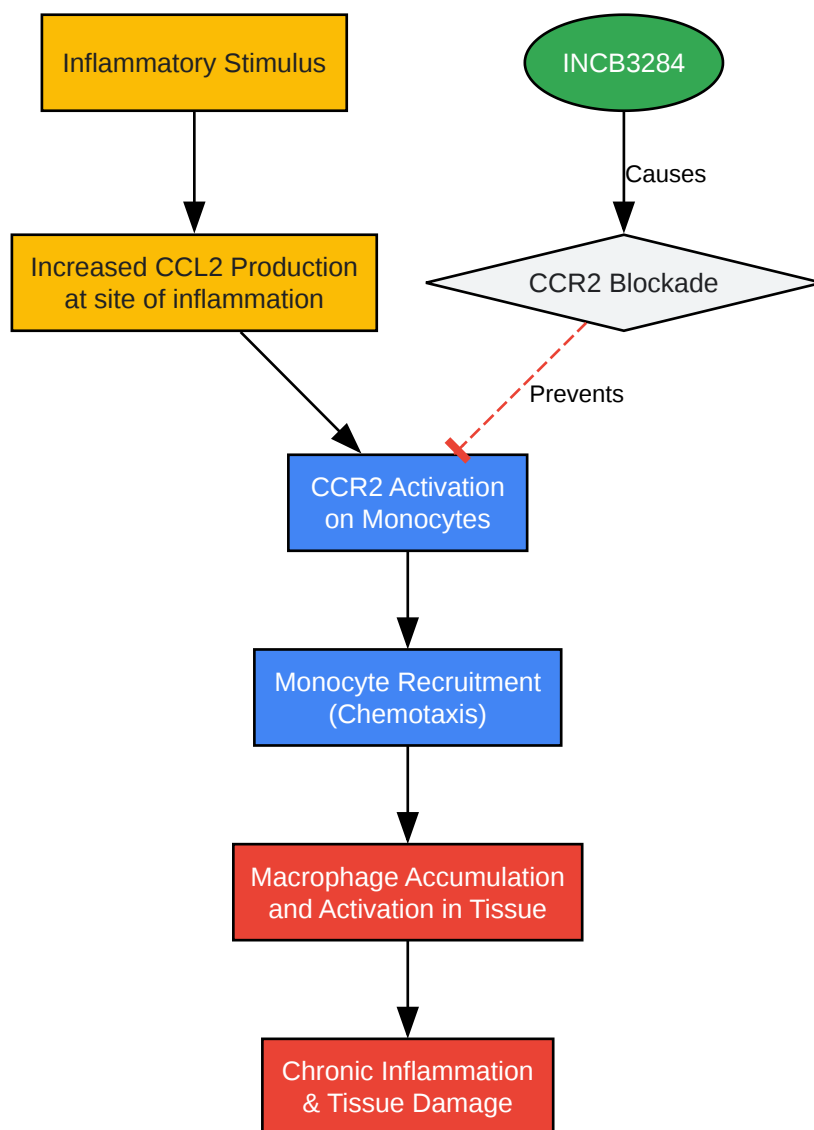 Inflammatory Stimulus
INCB3284
Causes
Increased CCL2 Production
at site of inflammation
CCR2 Blockade
Prevents
CCR2 Activation
on Monocytes
Monocyte Recruitment
(Chemotaxis)
Macrophage Accumulation
and Activation in Tissue
Chronic Inflammation
& Tissue Damage